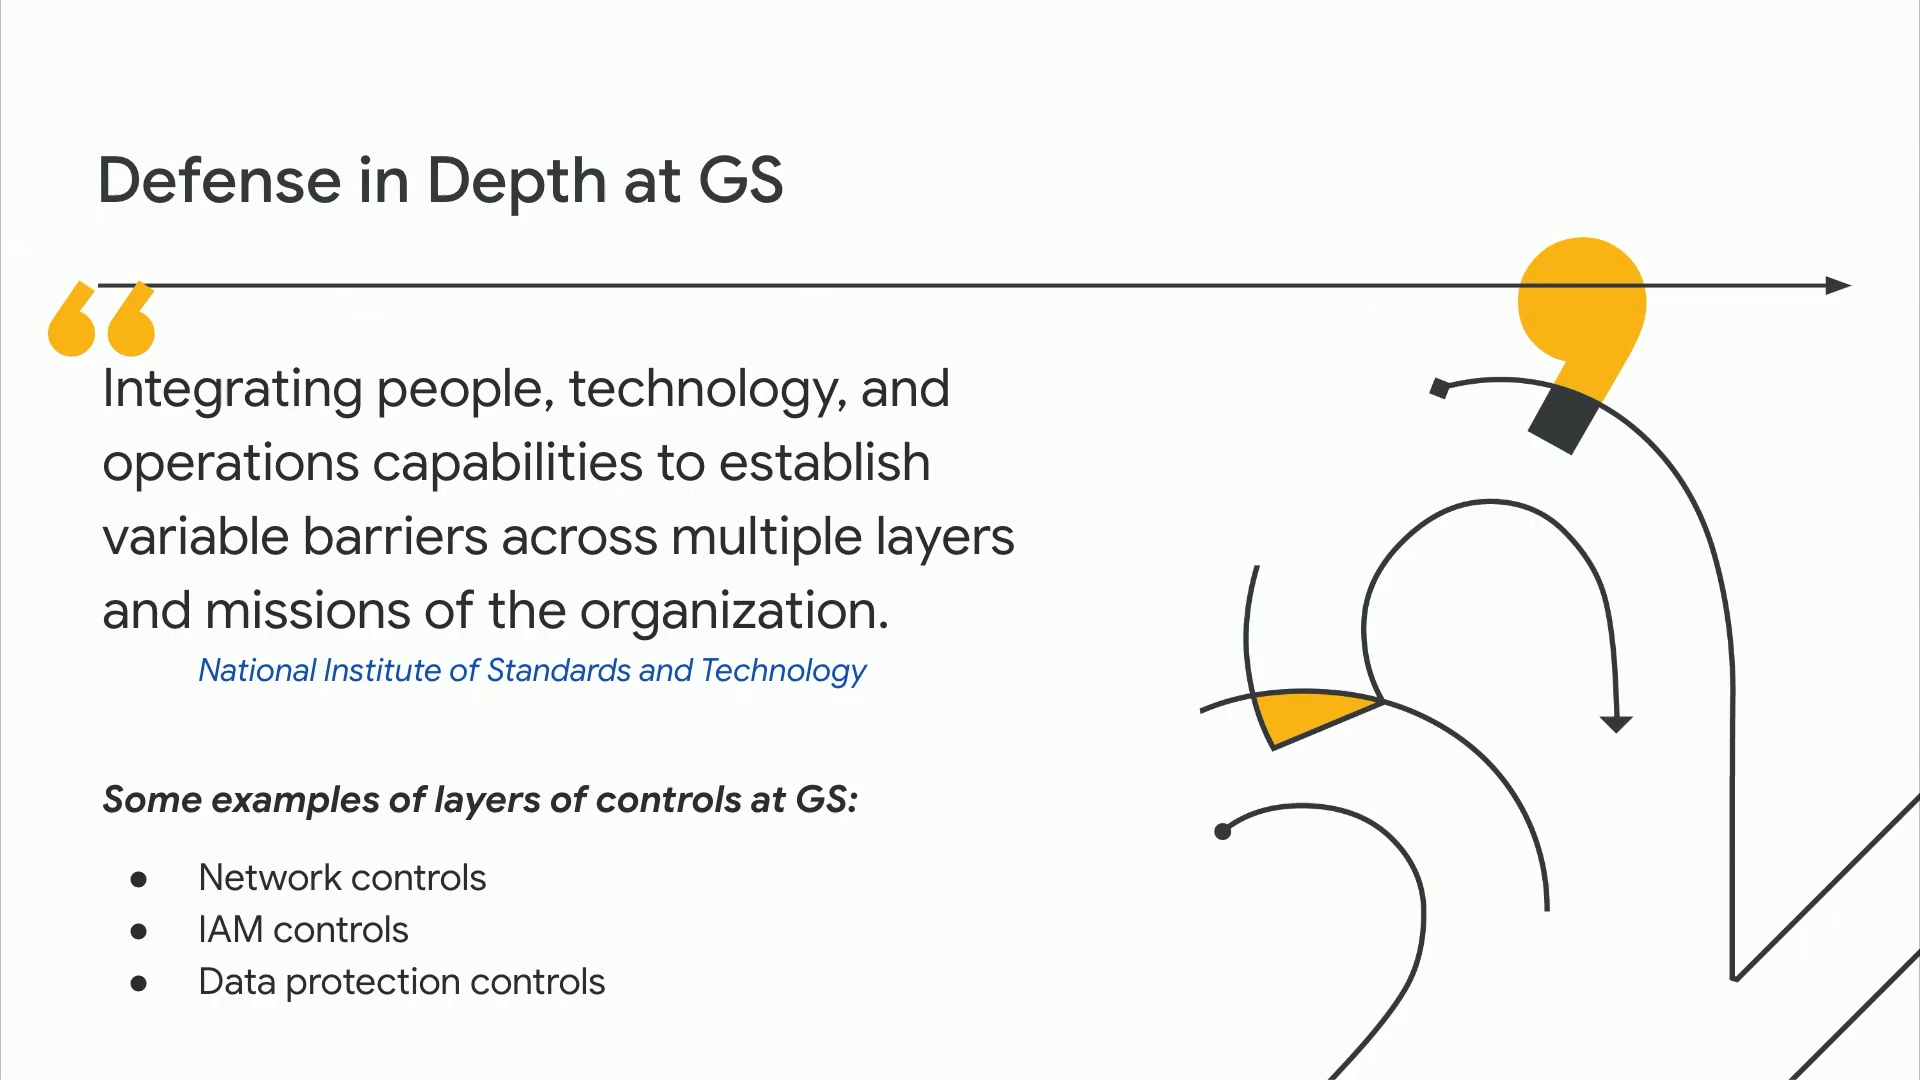 Defense in Depth at GS
“
Integrating people, technology, and
operations capabilities to establish
variable barriers across multiple layers
and missions of the organization.
National Institute of Standards and Technology
Some examples of layers of controls at GS:
● Network controls
● IAM controls
● Data protection controls